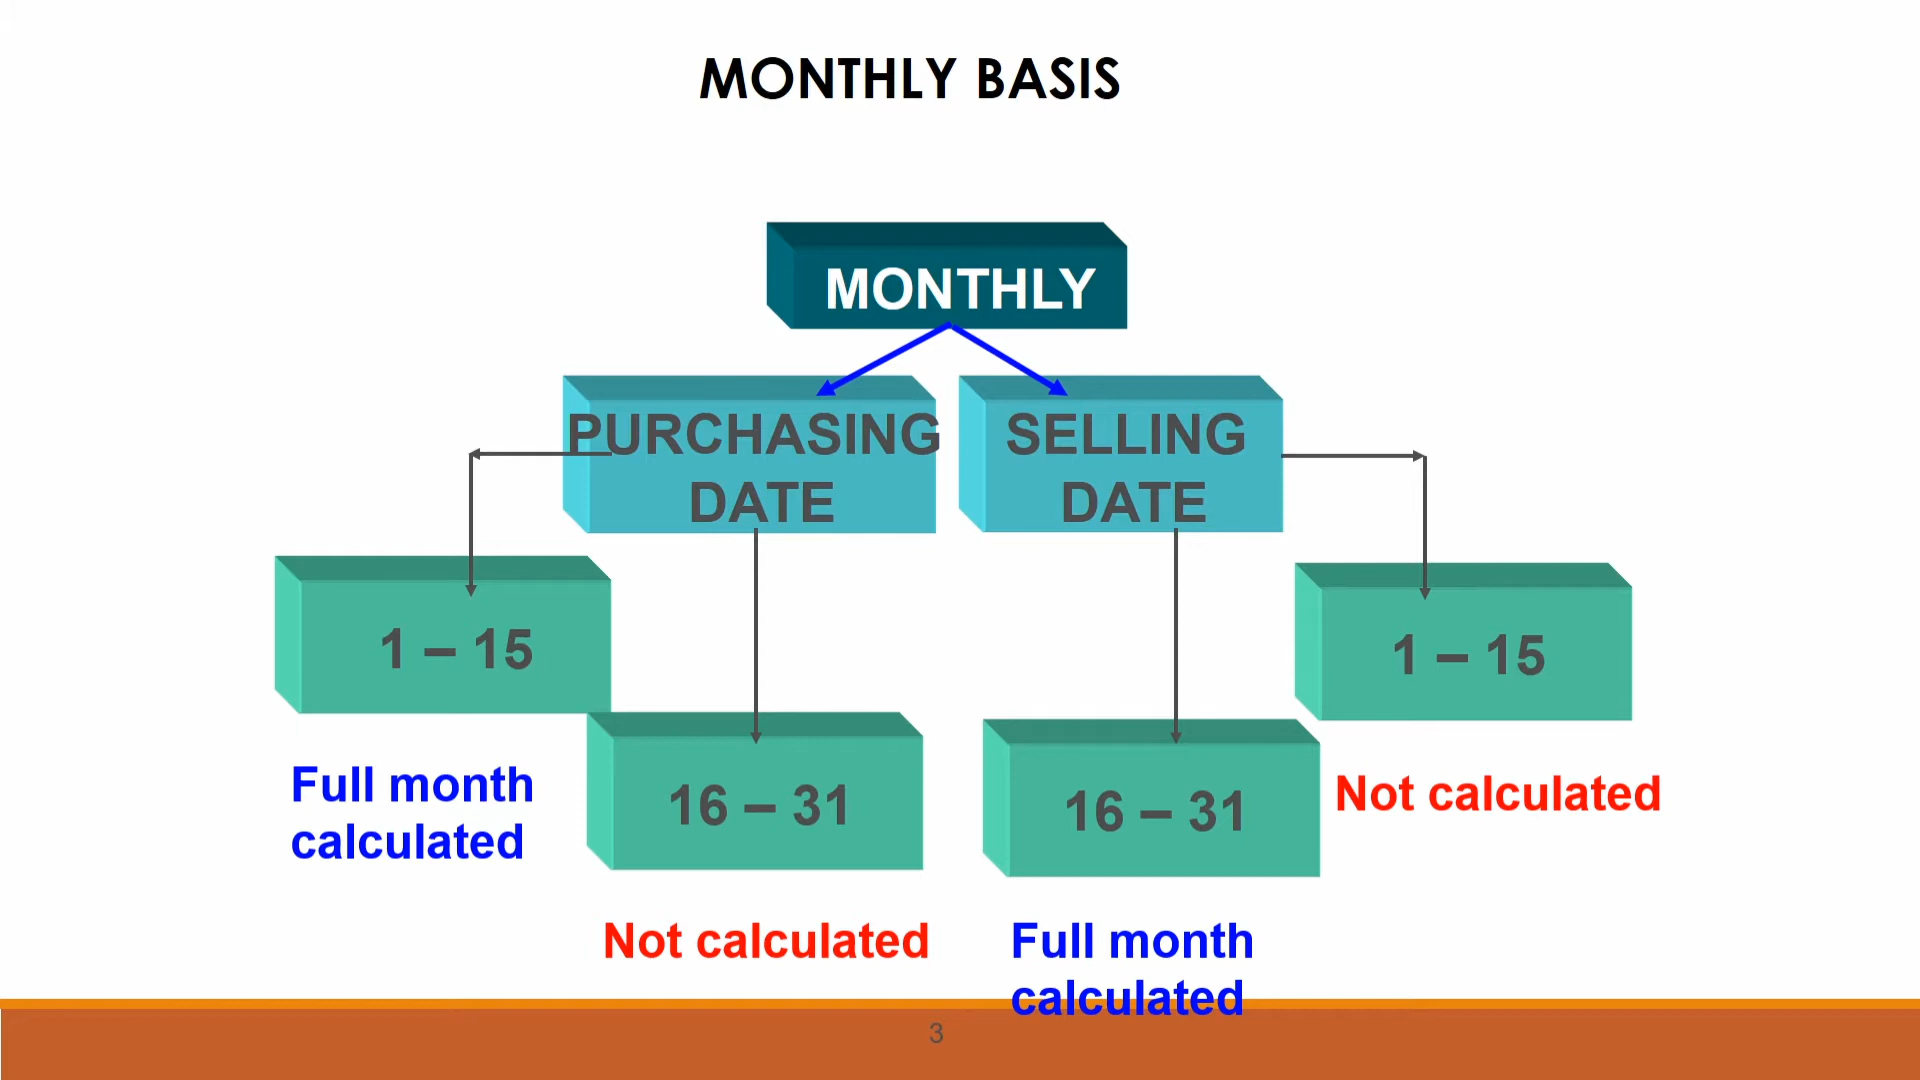 MONTHLY BASIS
MONTHLY
PURCHASING
DATE
SELLING
DATE
1 – 15
16 – 31
16 – 31
1 – 15
Full month
calculated
Not calculated
Full month
calculated
Not calculated
3